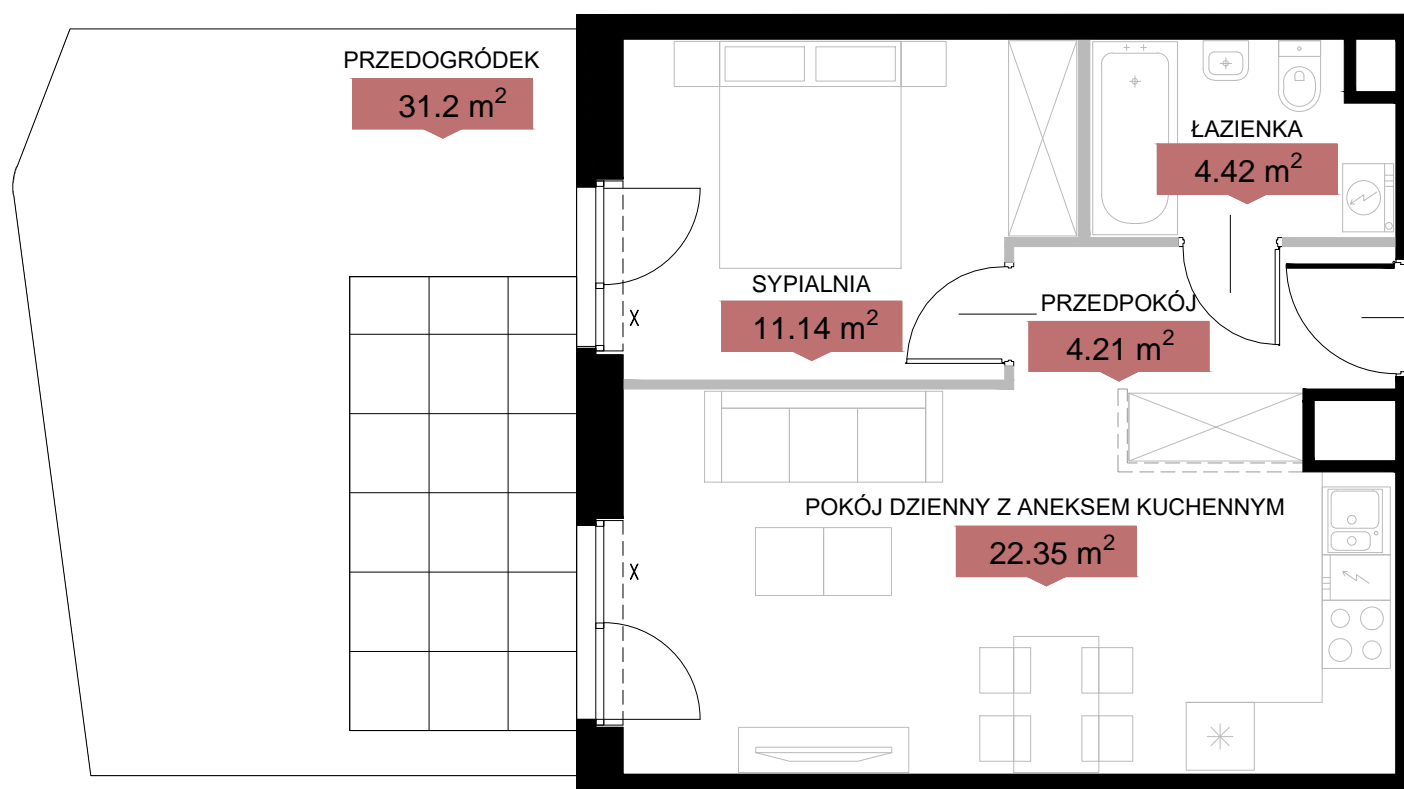 PRZEDOGRÓDEK
31.2 m²
ŁAZIENKA
4.42 m²
SYPIALNIA
11.14 m²
PRZEDPOKÓJ
4.21 m²
X
POKÓJ DZIENNY Z ANEKSEM KUCHENNYM
22.35 m²
X